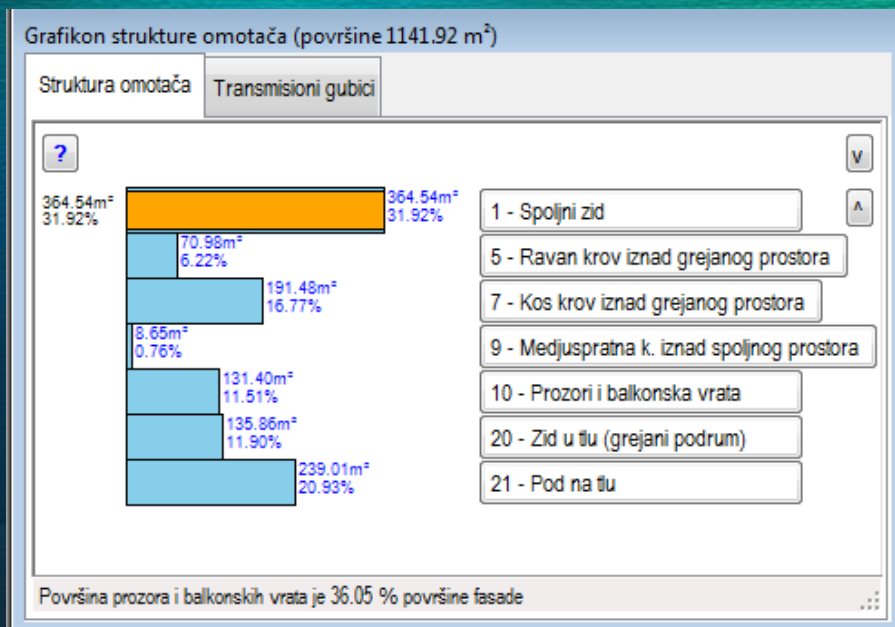 Grafikon strukture omotača (površine 1141.92 m²)
Struktura omotača
Transmisioni gubici
?
v
364.54m²
31.92%
364.54m²
31.92%
1 - Spoljni zid
^
70.98m²
6.22%
5 - Ravan krov iznad grejanog prostora
191.48m²
16.77%
7 - Kos krov iznad grejanog prostora
8.65m²
0.76%
9 - Medjuspratna k. iznad spoljnog prostora
131.40m²
11.51%
10 - Prozori i balkonska vrata
135.86m²
11.90%
20 - Zid u tlu (grejani podrum)
239.01m²
20.93%
21 - Pod na tlu
Površina prozora i balkonskih vrata je 36.05 % površine fasade